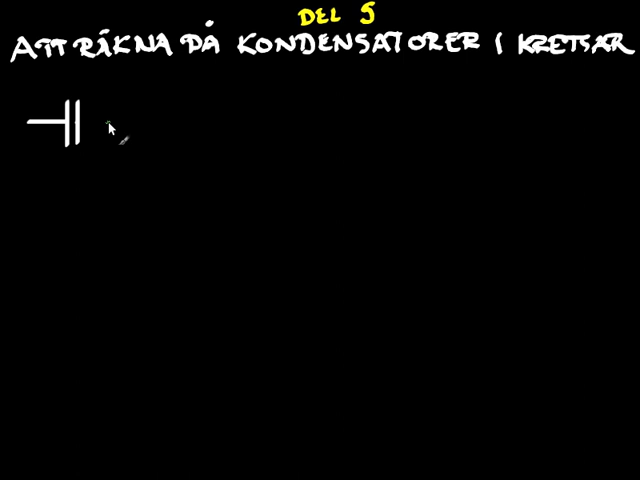 DEL 5
ATT RÄKNA PÅ KONDENSATORER I KRETSAR